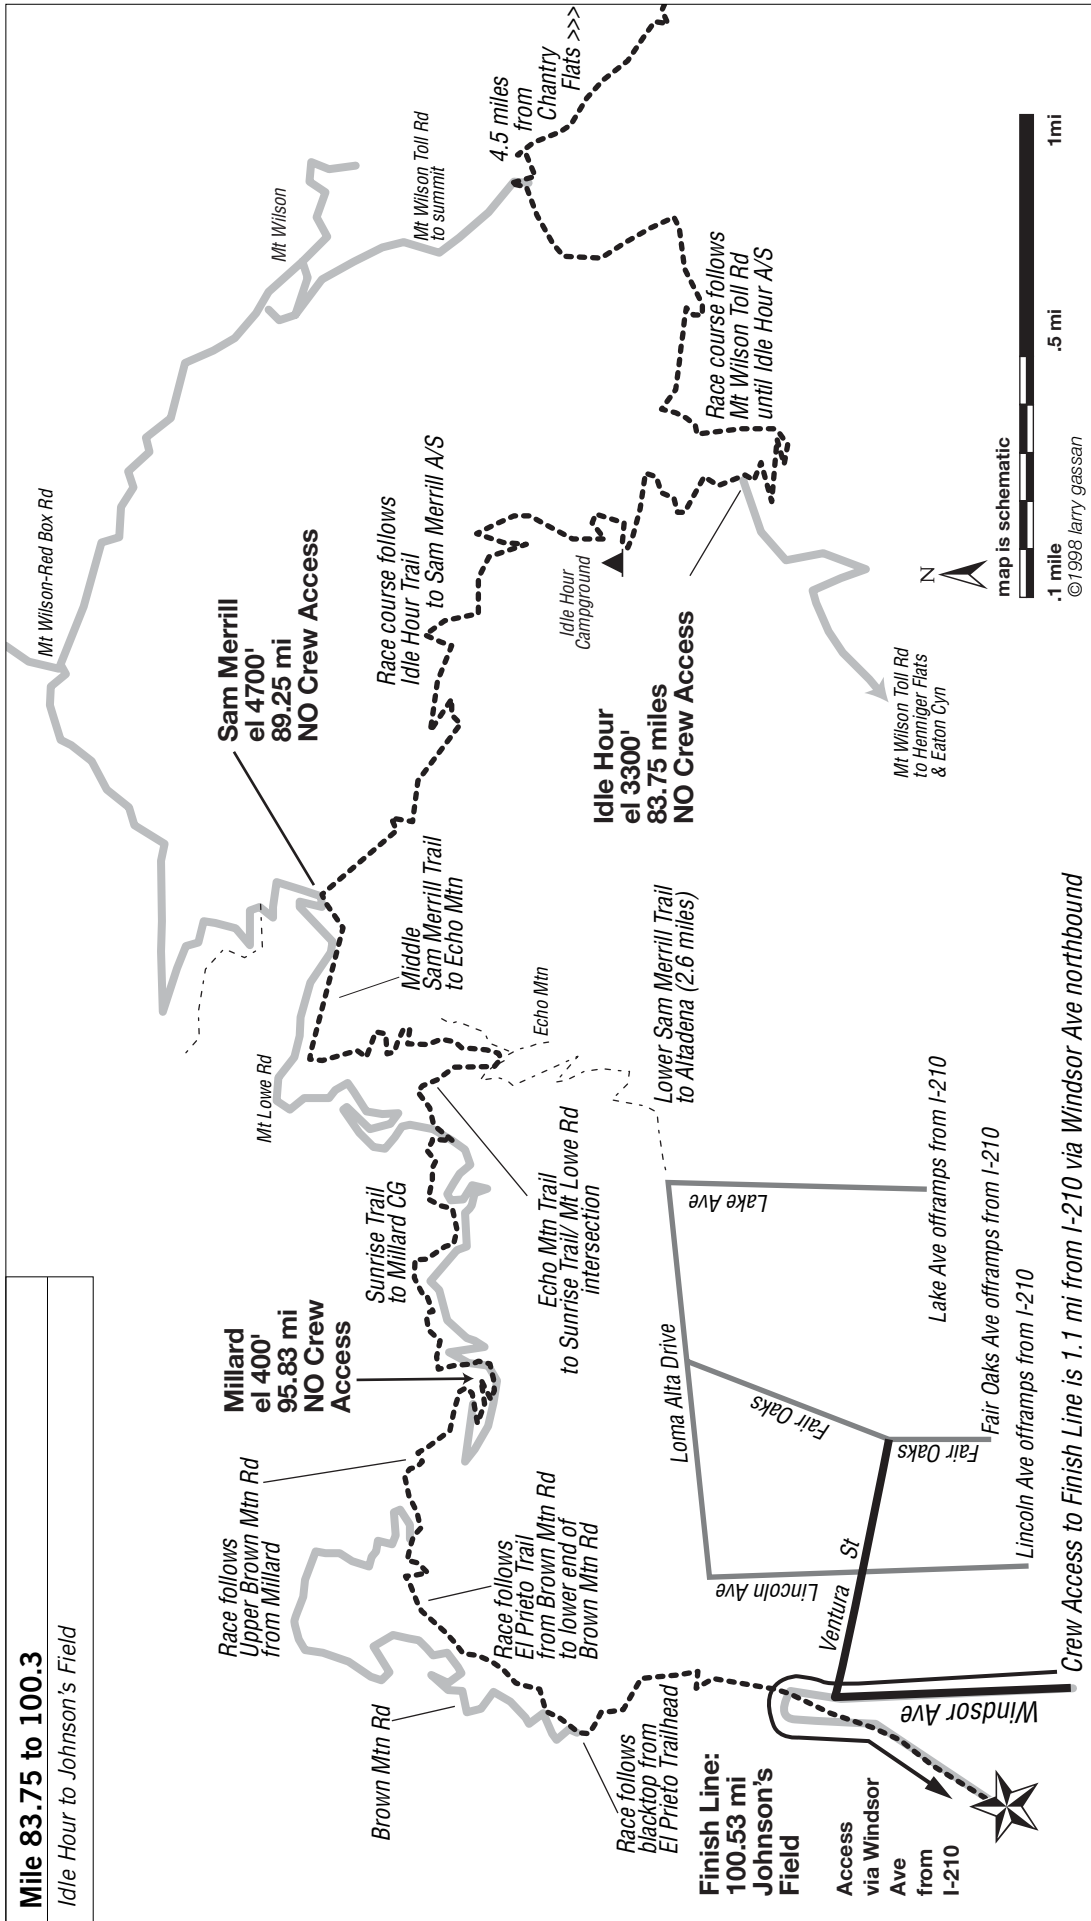 Mile 83.75 to 100.3
Idle Hour to Johnson's Field
Mt Wilson-Red Box Rd
Mt Wilson
Mt Wilson Toll Rd
to summit
4.5 miles
from
Chantry
Flats >>>
Sam Merrill
el 4700'
89.25 mi
NO Crew Access
Race course follows
Idle Hour Trail
to Sam Merrill A/S
Race course follows
Mt Wilson Toll Rd
until Idle Hour A/S
Idle Hour
Campground
Idle Hour
el 3300'
83.75 miles
NO Crew Access
Mt Wilson Toll Rd
to Henniger Flats
& Eaton Cyn
Mt Lowe Rd
Middle
Sam Merrill Trail
to Echo Mtn
Echo Mtn
Lower Sam Merrill Trail
to Altadena (2.6 miles)
Millard
el 400'
95.83 mi
NO Crew
Access
Sunrise Trail
to Millard CG
Echo Mtn Trail
to Sunrise Trail/ Mt Lowe Rd
intersection
Race follows
Upper Brown Mtn Rd
from Millard
Brown Mtn Rd
Race follows
El Prieto Trail
from Brown Mtn Rd
to lower end of
Brown Mtn Rd
Race follows
blacktop from
El Prieto Trailhead
Finish Line:
100.53 mi
Johnson's
Field
Access
via Windsor
Ave
from
I-210
Loma Alta Drive
Lake Ave
Fair Oaks
Fair Oaks
Lincoln Ave
Ventura St
Windsor Ave
Lake Ave offramps from I-210
Fair Oaks Ave offramps from I-210
Lincoln Ave offramps from I-210
Crew Access to Finish Line is 1.1 mi from I-210 via Windsor Ave northbound
N
map is schematic
.1 mile
.5 mi
1mi
©1998 larry gassan